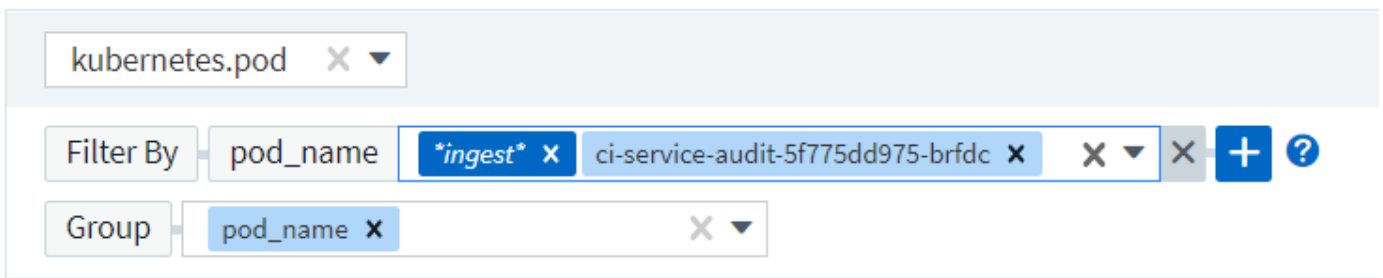 kubernetes.pod
Filter By pod_name *ingest* ci-service-audit-5f775dd975-brfdc
Group pod_name